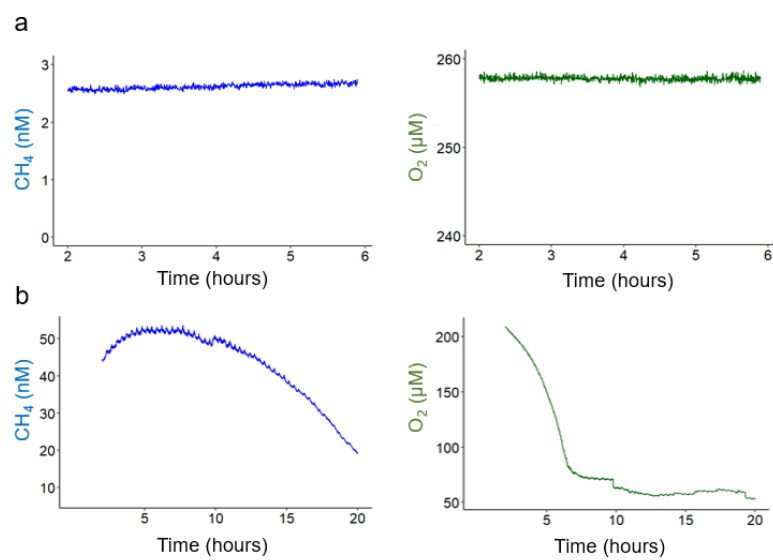 a
CH₄ (nM)
3
2
1
0
2 3 4 5 6
Time (hours)
O₂ (µM)
260
250
240
2 3 4 5 6
Time (hours)
b
CH₄ (nM)
50
40
30
20
10
5 10 15 20
Time (hours)
O₂ (µM)
200
150
100
50
5 10 15 20
Time (hours)